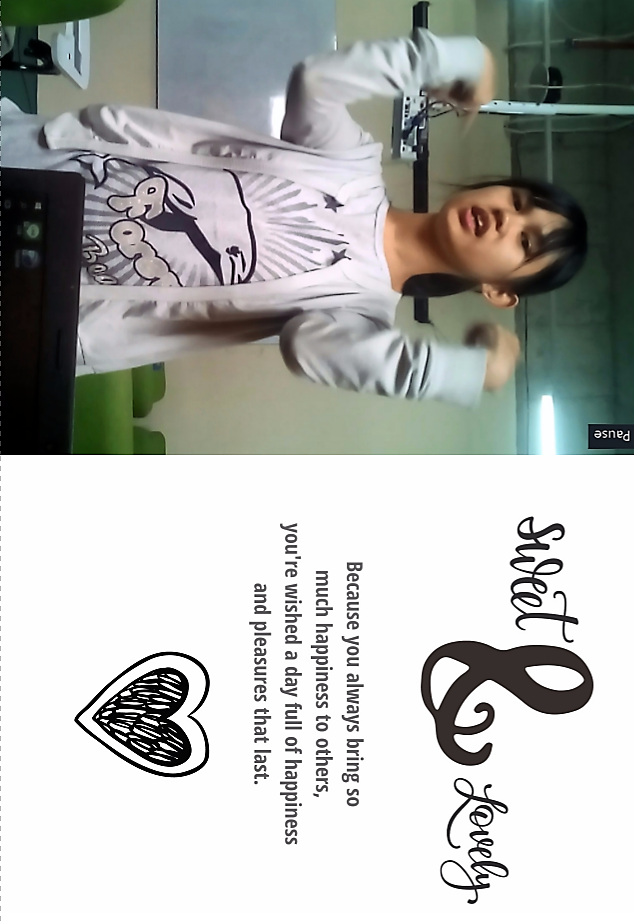 Pause
sweet
&
Lovely
Because you always bring so
much happiness to others,
you're wished a day full of happiness
and pleasures that last.